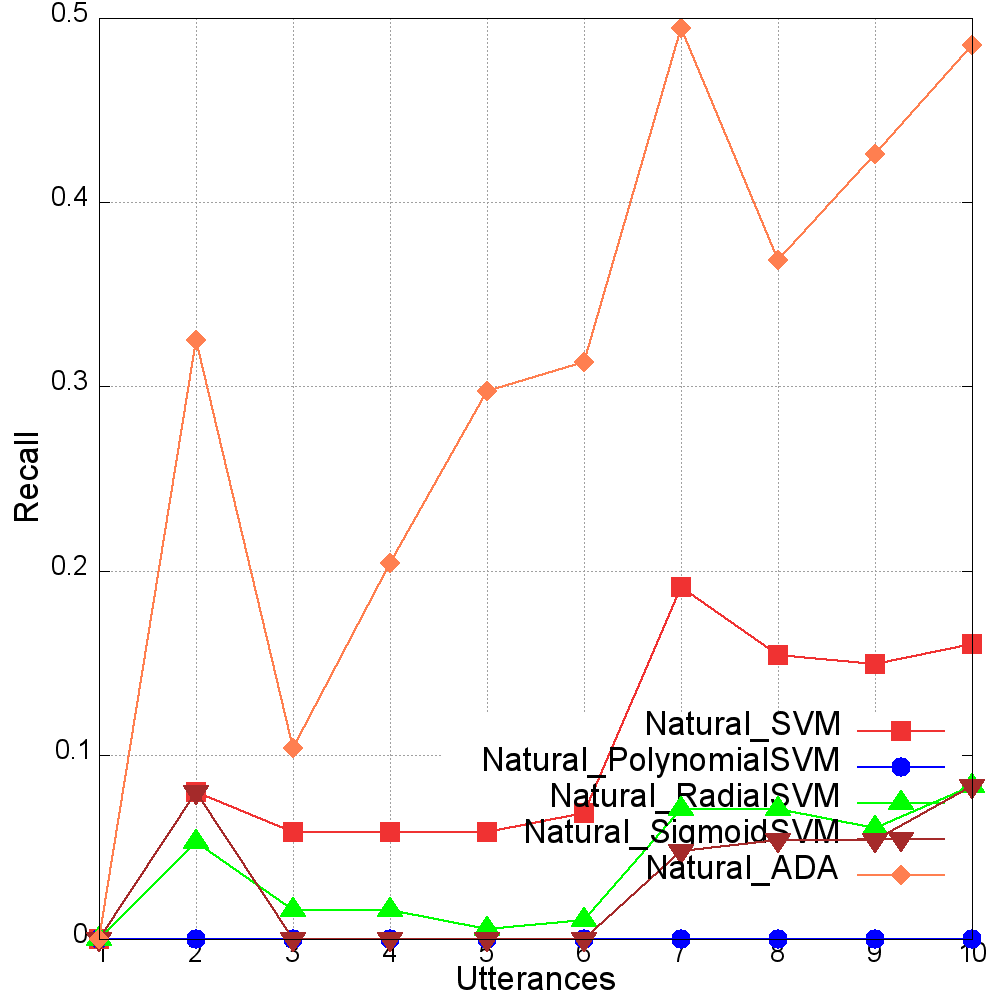 0.5
0.4
0.3
0.2
0.1
0
Recall
Natural_SVM
Natural_PolynomialSVM
Natural_RadialSVM
Natural_SigmoidSVM
Natural_ADA
1 2 3 4 5 6 7 8 9 10
Utterances